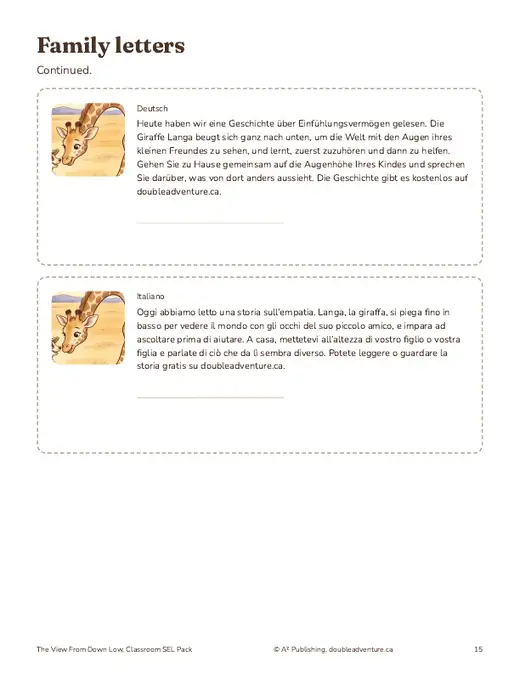 Family letters
Continued.
Deutsch
Heute haben wir eine Geschichte über Einfühlungsvermögen gelesen. Die
Giraffe Langa beugt sich ganz nach unten, um die Welt mit den Augen ihres
kleinen Freundes zu sehen, und lernt, zuerst zuzuhören und dann zu helfen.
Gehen Sie zu Hause gemeinsam auf die Augenhöhe Ihres Kindes und sprechen
Sie darüber, was von dort anders aussieht. Die Geschichte gibt es kostenlos auf
doubleadventure.ca.
Italiano
Oggi abbiamo letto una storia sull'empatia. Langa, la giraffa, si piega fino in
basso per vedere il mondo con gli occhi del suo piccolo amico, e impara ad
ascoltare prima di aiutare. A casa, mettetevi all'altezza di vostro figlio o vostra
figlia e parlate di ciò che da lì sembra diverso. Potete leggere o guardare la
storia gratis su doubleadventure.ca.
The View From Down Low, Classroom SEL Pack
© A² Publishing, doubleadventure.ca
15